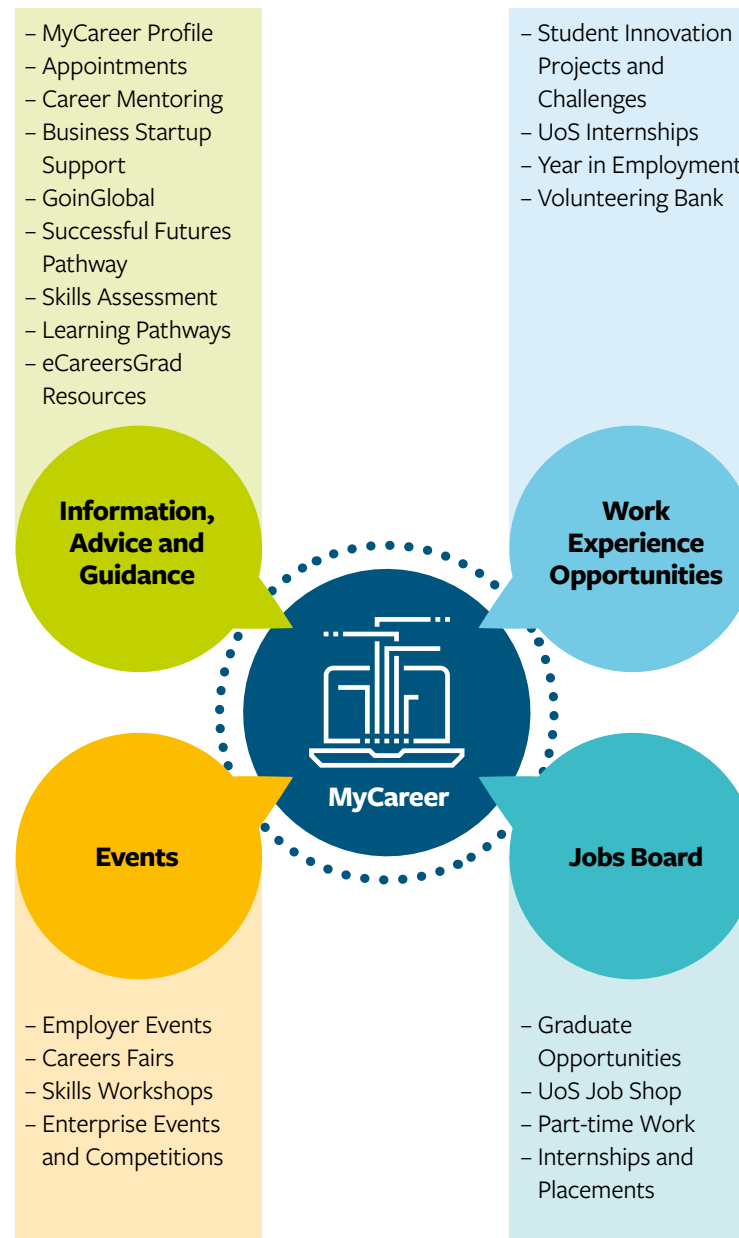 – MyCareer Profile
– Appointments
– Career Mentoring
– Business Startup
Support
– GoinGlobal
– Successful Futures
Pathway
– Skills Assessment
– Learning Pathways
– eCareersGrad
Resources
Information,
Advice and
Guidance
– Student Innovation
Projects and
Challenges
– UoS Internships
– Year in Employment
– Volunteering Bank
Work
Experience
Opportunities
MyCareer
Events
– Employer Events
– Careers Fairs
– Skills Workshops
– Enterprise Events
and Competitions
Jobs Board
– Graduate
Opportunities
– UoS Job Shop
– Part-time Work
– Internships and
Placements